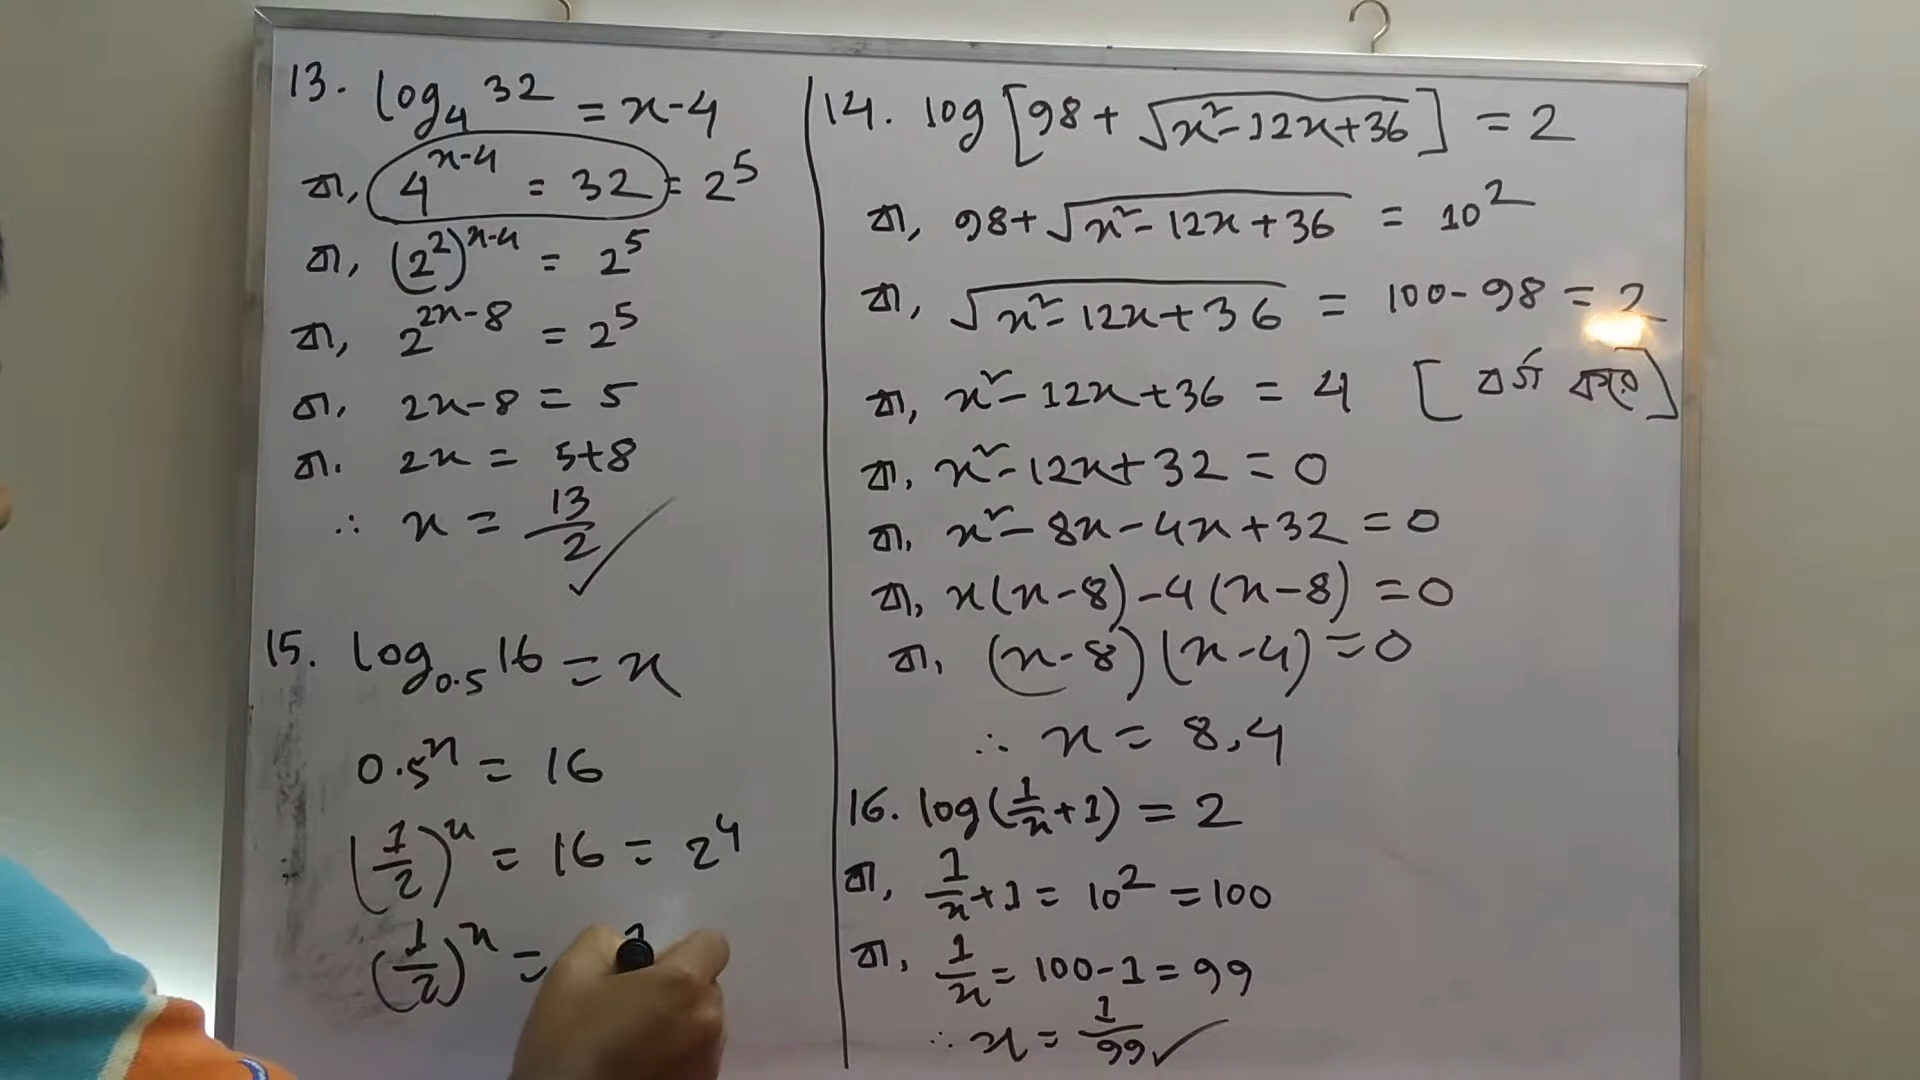 13. log₄ 32 = x-4
বা, 4^(x-4) = 32 = 2⁵
বা, (2²)^(x-4) = 2⁵
বা, 2^(2x-8) = 2⁵
বা, 2x-8 = 5
বা. 2x = 5+8
∴ x = 13/2 ✓
15. log₀.₅ 16 = x
0.5^x = 16
(1/2)^x = 16 = 2⁴
(1/2)^x =
14. log [98 + √(x²-12x+36)] = 2
বা, 98+√(x²-12x+36) = 10²
বা, √(x²-12x+36) = 100-98 = 2
বা, x²-12x+36 = 4 [বর্গ করে]
বা, x²-12x+32 = 0
বা, x²-8x-4x+32 = 0
বা, x(x-8)-4(x-8) = 0
বা, (x-8)(x-4) = 0
∴ x = 8,4
16. log(1/x+1) = 2
বা, 1/x+1 = 10² = 100
বা, 1/x = 100-1 = 99
∴ x = 1/99 ✓